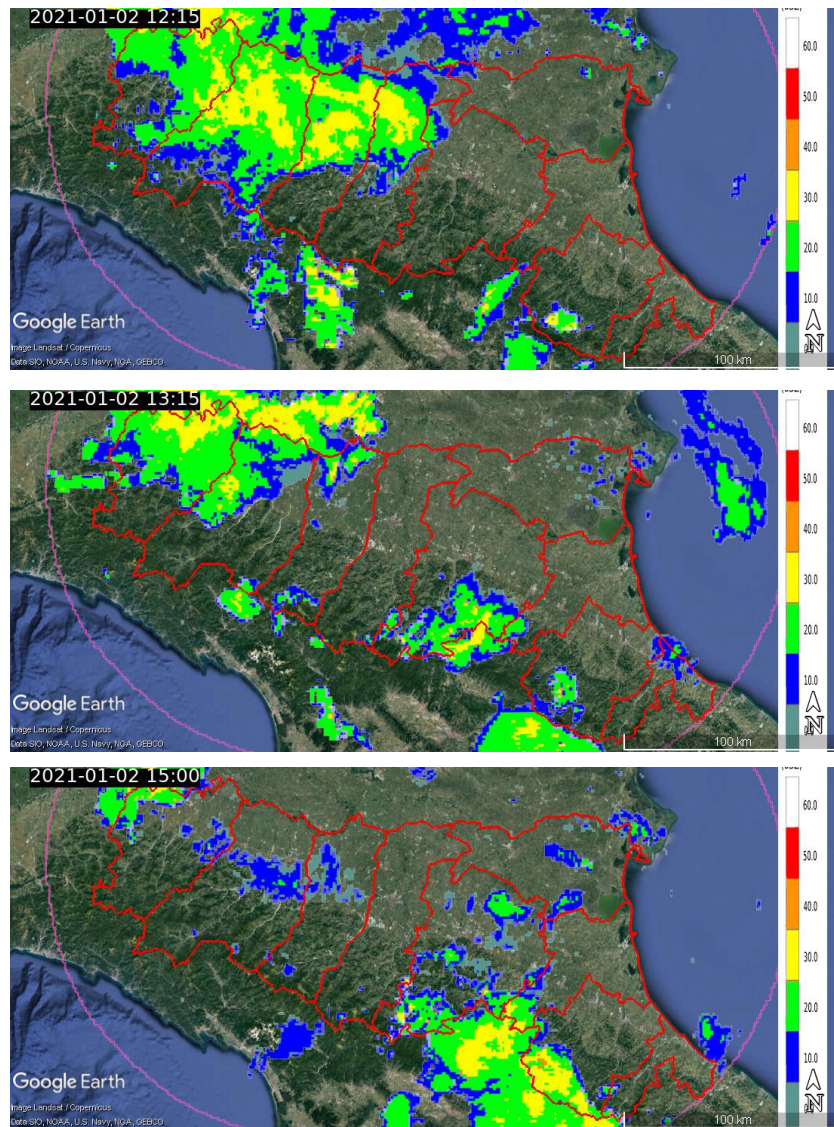 2021-01-02 12:15
60.0
50.0
40.0
30.0
20.0
10.0
N
Google Earth
Image Landsat / Copernicus
Data SIO, NOAA, U.S. Navy, NGA, GEBCO
100 km
2021-01-02 13:15
60.0
50.0
40.0
30.0
20.0
10.0
N
Google Earth
Image Landsat / Copernicus
Data SIO, NOAA, U.S. Navy, NGA, GEBCO
100 km
2021-01-02 15:00
60.0
50.0
40.0
30.0
20.0
10.0
N
Google Earth
Image Landsat / Copernicus
Data SIO, NOAA, U.S. Navy, NGA, GEBCO
100 km